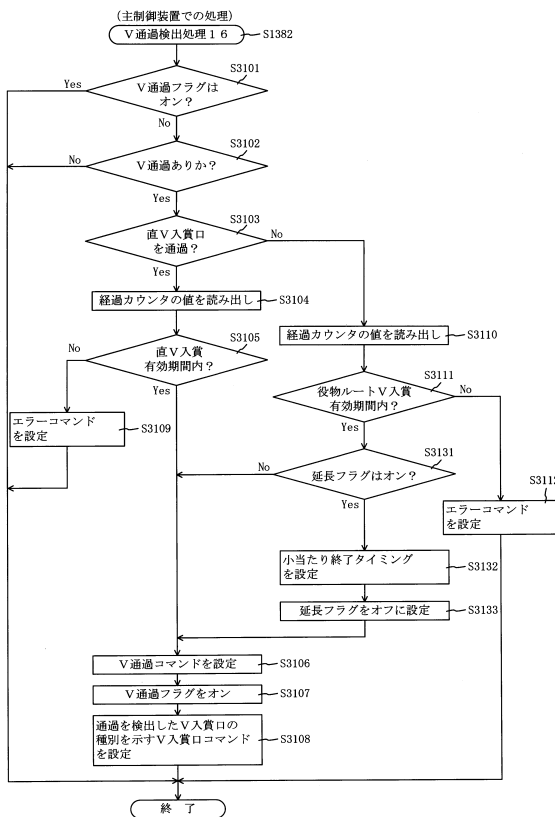 (主制御装置での処理)
V通過検出処理16
S1382
V通過フラグは
オン?
S3101
Yes
No
V通過ありか?
S3102
No
Yes
直V入賞口
を通過?
S3103
No
Yes
経過カウンタの値を読み出し
S3104
経過カウンタの値を読み出し
S3110
直V入賞
有効期間内?
S3105
No
Yes
役物ルートV入賞
有効期間内?
S3111
No
Yes
エラーコマンド
を設定
S3109
延長フラグはオン?
S3131
No
Yes
エラーコマンド
を設定
S3112
小当たり終了タイミング
を設定
S3132
延長フラグをオフに設定
S3133
V通過コマンドを設定
S3106
V通過フラグをオン
S3107
通過を検出したV入賞口の
種別を示すV入賞口コマンド
を設定
S3108
終了